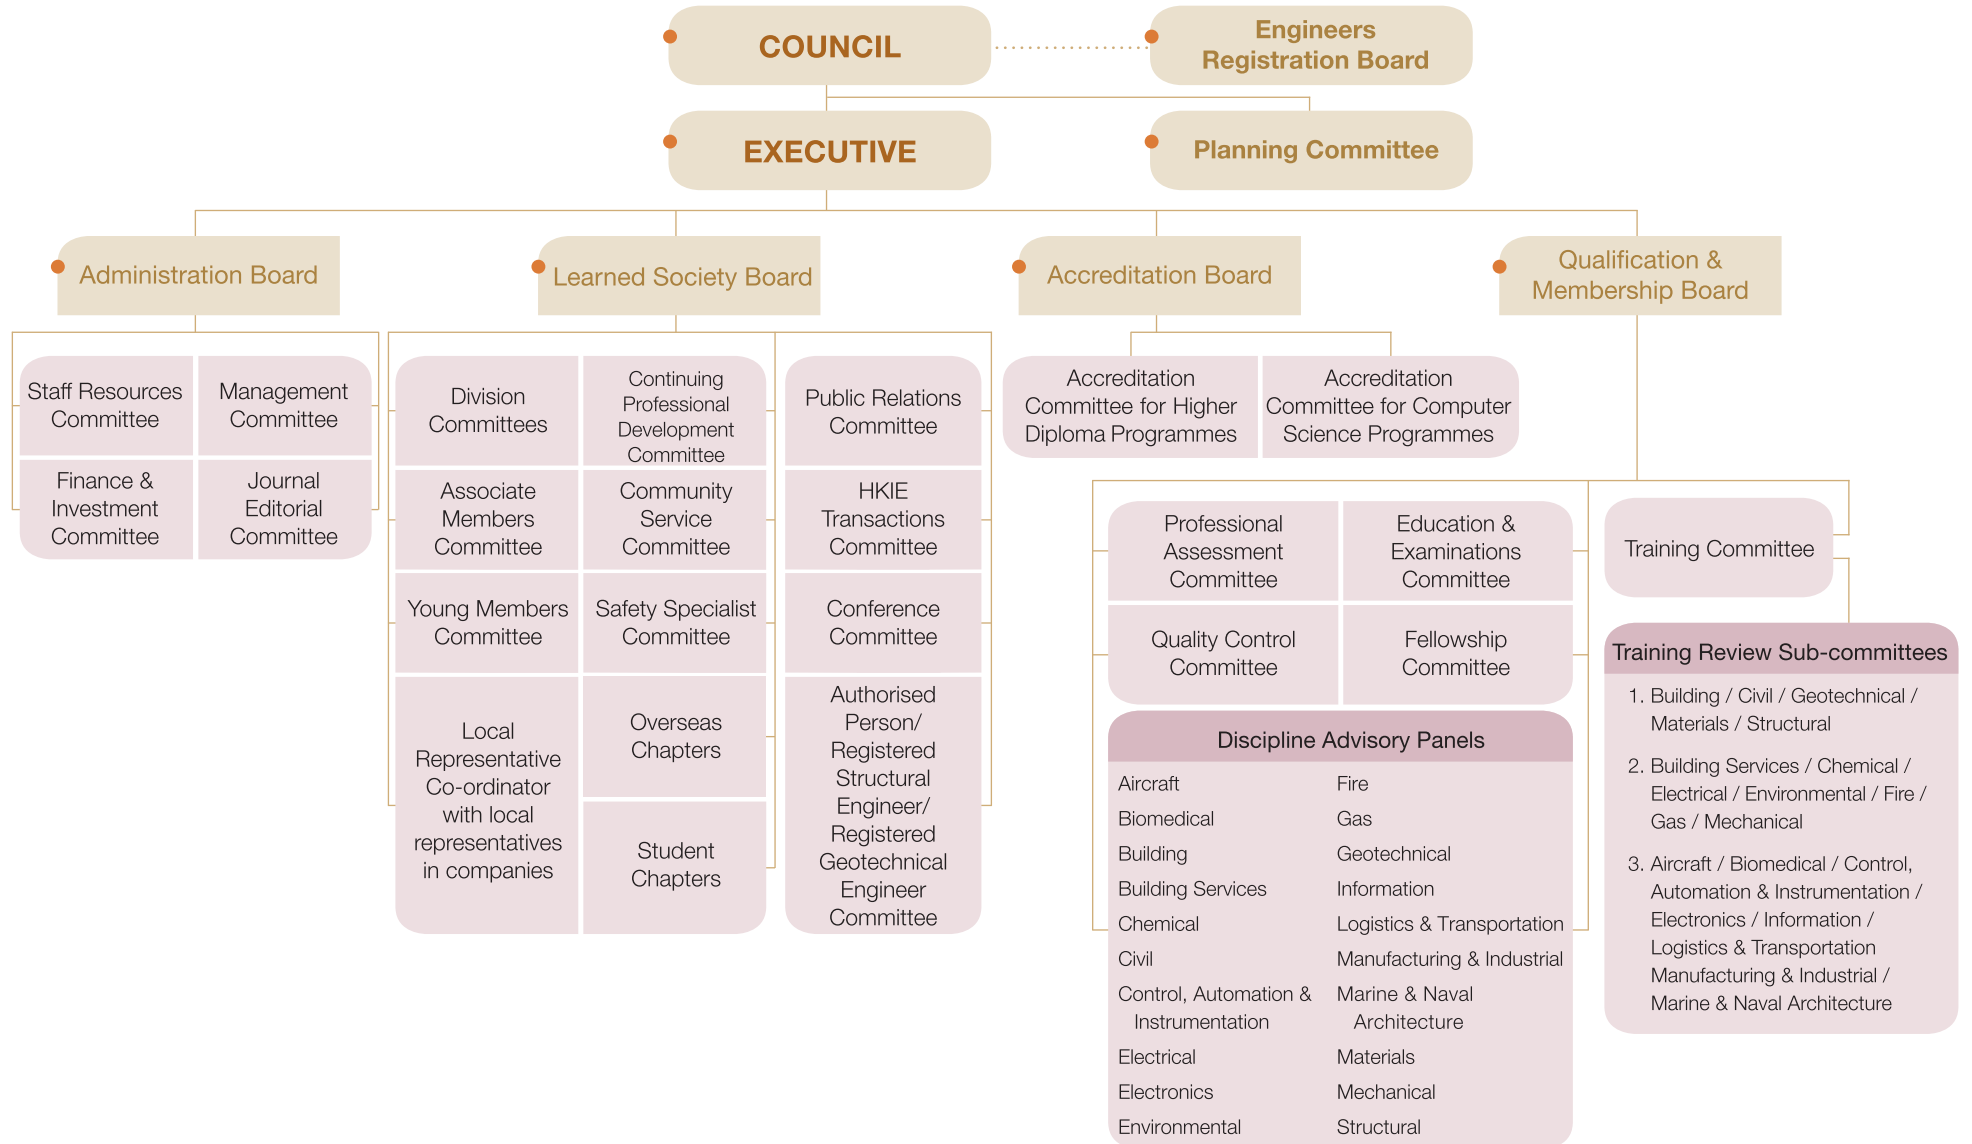 COUNCIL
Engineers
Registration Board
EXECUTIVE
Planning Committee
Administration Board
Learned Society Board
Accreditation Board
Qualification &
Membership Board
Staff Resources
Committee
Management
Committee
Finance &
Investment
Committee
Journal
Editorial
Committee
Division
Committees
Continuing
Professional
Development
Committee
Public Relations
Committee
Associate
Members
Committee
Community
Service
Committee
HKIE
Transactions
Committee
Young Members
Committee
Safety Specialist
Committee
Conference
Committee
Local
Representative
Co-ordinator
with local
representatives
in companies
Overseas
Chapters
Student
Chapters
Authorised
Person/
Registered
Structural
Engineer/
Registered
Geotechnical
Engineer
Committee
Accreditation
Committee for Higher
Diploma Programmes
Accreditation
Committee for Computer
Science Programmes
Professional
Assessment
Committee
Education &
Examinations
Committee
Quality Control
Committee
Fellowship
Committee
Discipline Advisory Panels
Aircraft
Biomedical
Building
Building Services
Chemical
Civil
Control, Automation &
Instrumentation
Electrical
Electronics
Environmental
Fire
Gas
Geotechnical
Information
Logistics & Transportation
Manufacturing & Industrial
Marine & Naval
Architecture
Materials
Mechanical
Structural
Training Committee
Training Review Sub-committees
1. Building / Civil / Geotechnical /
Materials / Structural
2. Building Services / Chemical /
Electrical / Environmental / Fire /
Gas / Mechanical
3. Aircraft / Biomedical / Control,
Automation & Instrumentation /
Electronics / Information /
Logistics & Transportation
Manufacturing & Industrial /
Marine & Naval Architecture